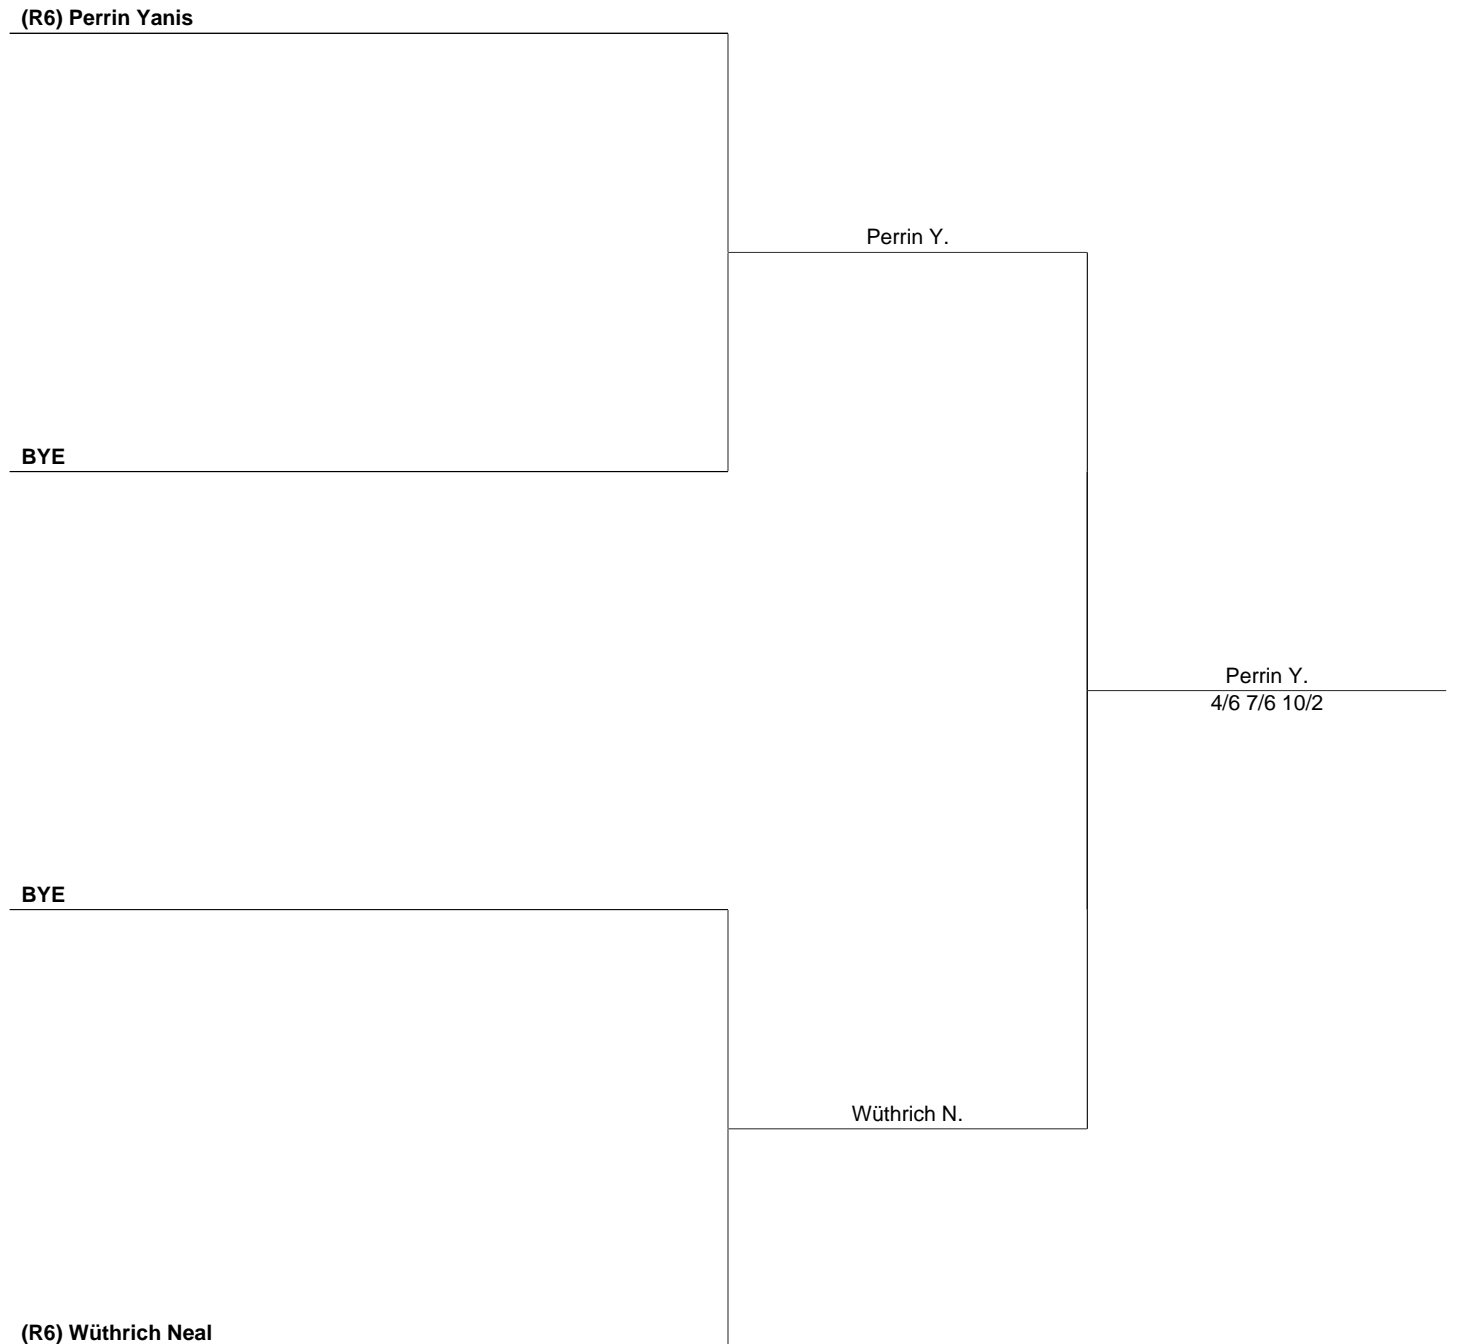 (R6) Perrin Yanis
Perrin Y.
BYE
Perrin Y.
4/6 7/6 10/2
BYE
Wüthrich N.
(R6) Wüthrich Neal